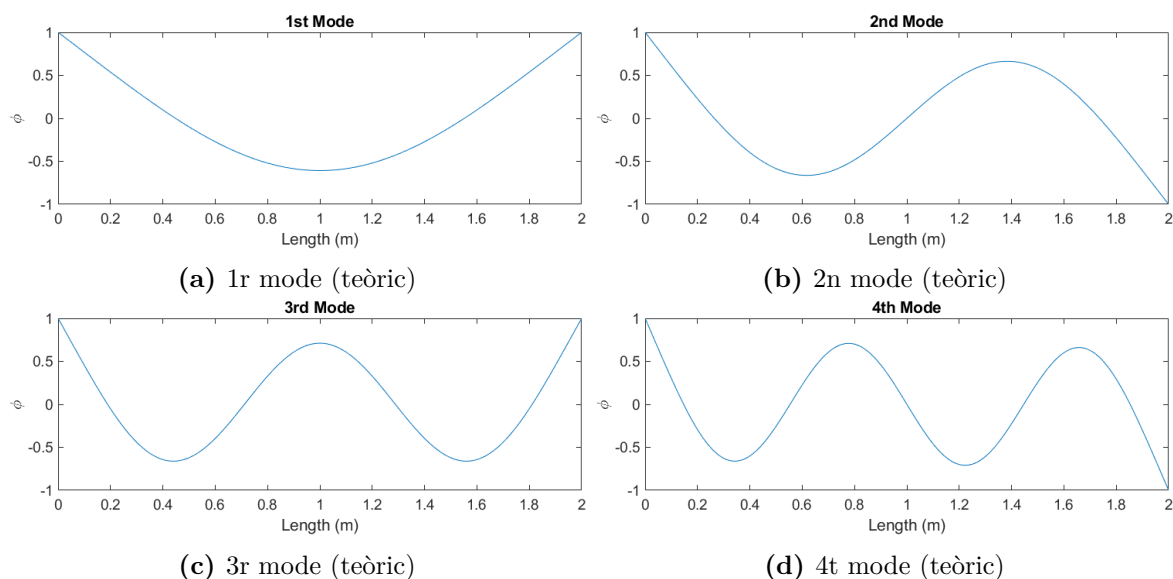 1st Mode
1
0.5
0
-0.5
-1
ϕ
0 0.2 0.4 0.6 0.8 1 1.2 1.4 1.6 1.8 2
Length (m)
(a) 1r mode (teòric)
2nd Mode
1
0.5
0
-0.5
-1
ϕ
0 0.2 0.4 0.6 0.8 1 1.2 1.4 1.6 1.8 2
Length (m)
(b) 2n mode (teòric)
3rd Mode
1
0.5
0
-0.5
-1
ϕ
0 0.2 0.4 0.6 0.8 1 1.2 1.4 1.6 1.8 2
Length (m)
(c) 3r mode (teòric)
4th Mode
1
0.5
0
-0.5
-1
ϕ
0 0.2 0.4 0.6 0.8 1 1.2 1.4 1.6 1.8 2
Length (m)
(d) 4t mode (teòric)